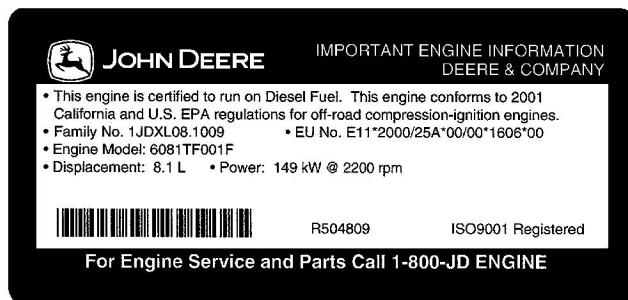 JOHN DEERE
IMPORTANT ENGINE INFORMATION
DEERE & COMPANY
• This engine is certified to run on Diesel Fuel. This engine conforms to 2001
California and U.S. EPA regulations for off-road compression-ignition engines.
• Family No. 1JDXL08.1009 • EU No. E11*2000/25A*00/00*1606*00
• Engine Model: 6081TF001F
• Displacement: 8.1 L • Power: 149 kW @ 2200 rpm
R504809 ISO9001 Registered
For Engine Service and Parts Call 1-800-JD ENGINE